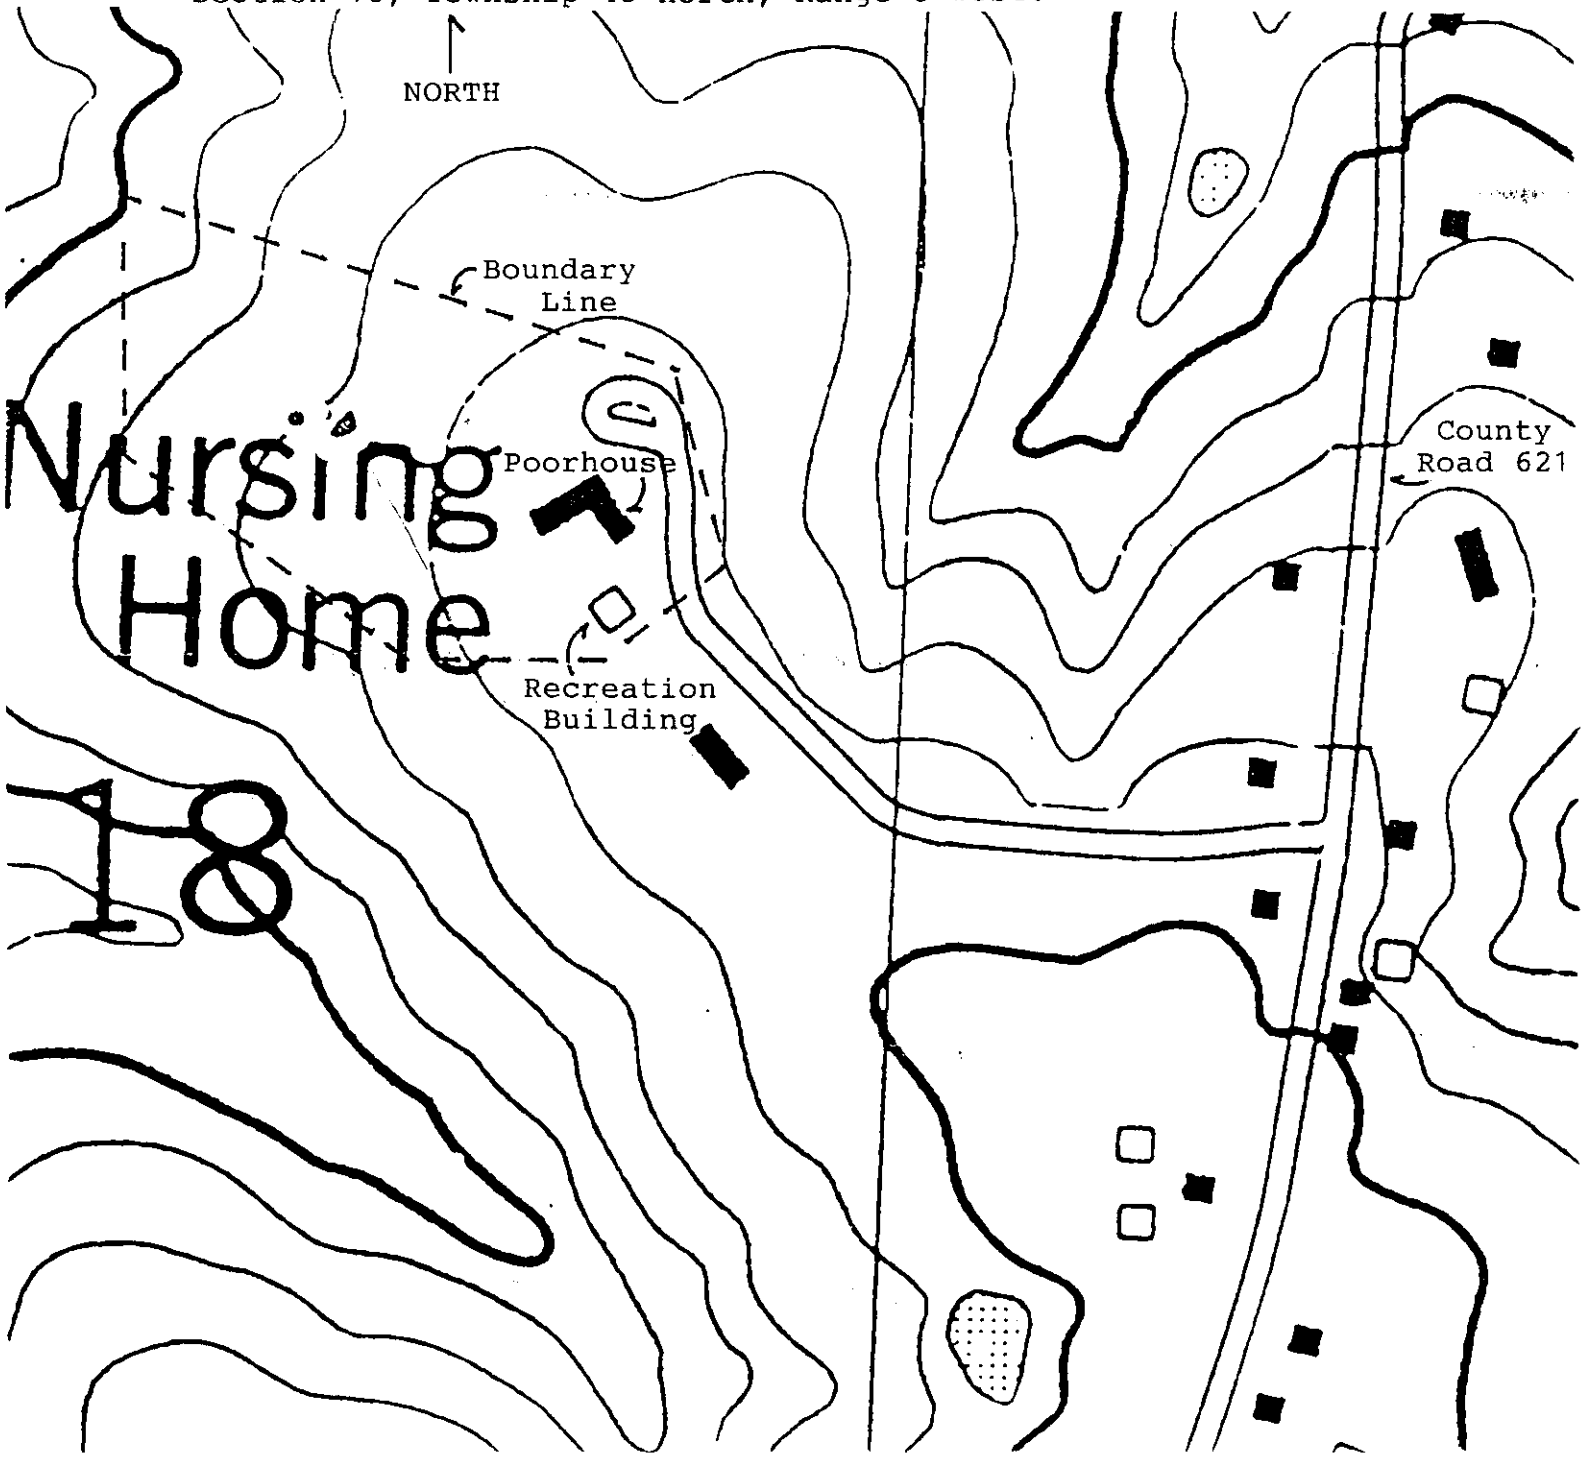 NORTH
Boundary
Line
County
Road 621
Nursing
Poorhouse
Home
Recreation
Building
18